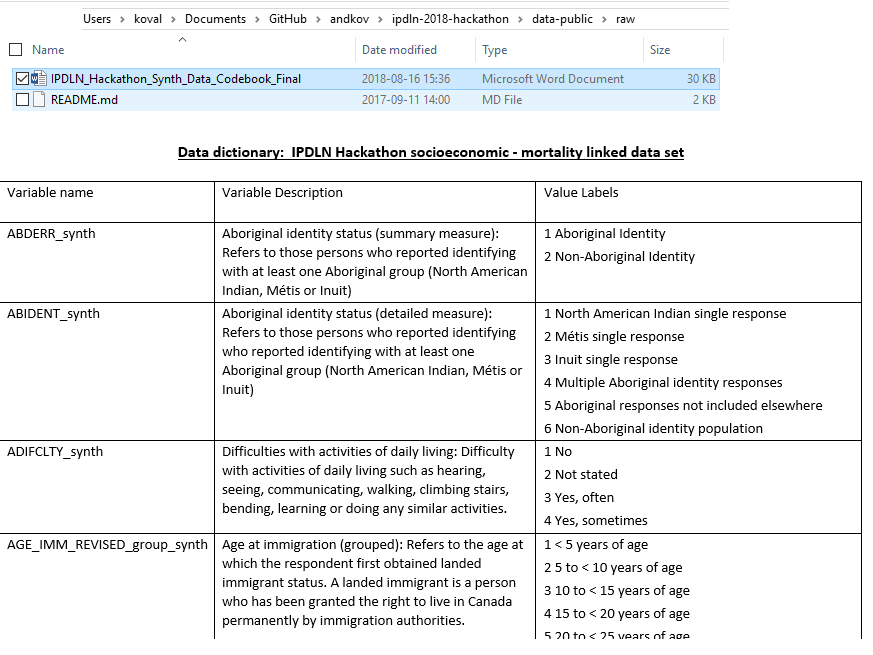 Users > koval > Documents > GitHub > andkov > ipdln-2018-hackathon > data-public > raw
Name Date modified Type Size
IPDLN_Hackathon_Synth_Data_Codebook_Final 2018-08-16 15:36 Microsoft Word Document 30 KB
README.md 2017-09-11 14:00 MD File 2 KB
Data dictionary: IPDLN Hackathon socioeconomic - mortality linked data set
Variable name Variable Description Value Labels
ABDERR_synth
Aboriginal identity status (summary measure):
Refers to those persons who reported identifying
with at least one Aboriginal group (North American
Indian, Métis or Inuit)
1 Aboriginal Identity
2 Non-Aboriginal Identity
ABIDENT_synth
Aboriginal identity status (detailed measure):
Refers to those persons who reported identifying
who reported identifying with at least one
Aboriginal group (North American Indian, Métis or
Inuit)
1 North American Indian single response
2 Métis single response
3 Inuit single response
4 Multiple Aboriginal identity responses
5 Aboriginal responses not included elsewhere
6 Non-Aboriginal identity population
ADIFCLTY_synth
Difficulties with activities of daily living: Difficulty
with activities of daily living such as hearing,
seeing, communicating, walking, climbing stairs,
bending, learning or doing any similar activities.
1 No
2 Not stated
3 Yes, often
4 Yes, sometimes
AGE_IMM_REVISED_group_synth
Age at immigration (grouped): Refers to the age at
which the respondent first obtained landed
immigrant status. A landed immigrant is a person
who has been granted the right to live in Canada
permanently by immigration authorities.
1 < 5 years of age
2 5 to < 10 years of age
3 10 to < 15 years of age
4 15 to < 20 years of age
5 20 to < 25 years of age